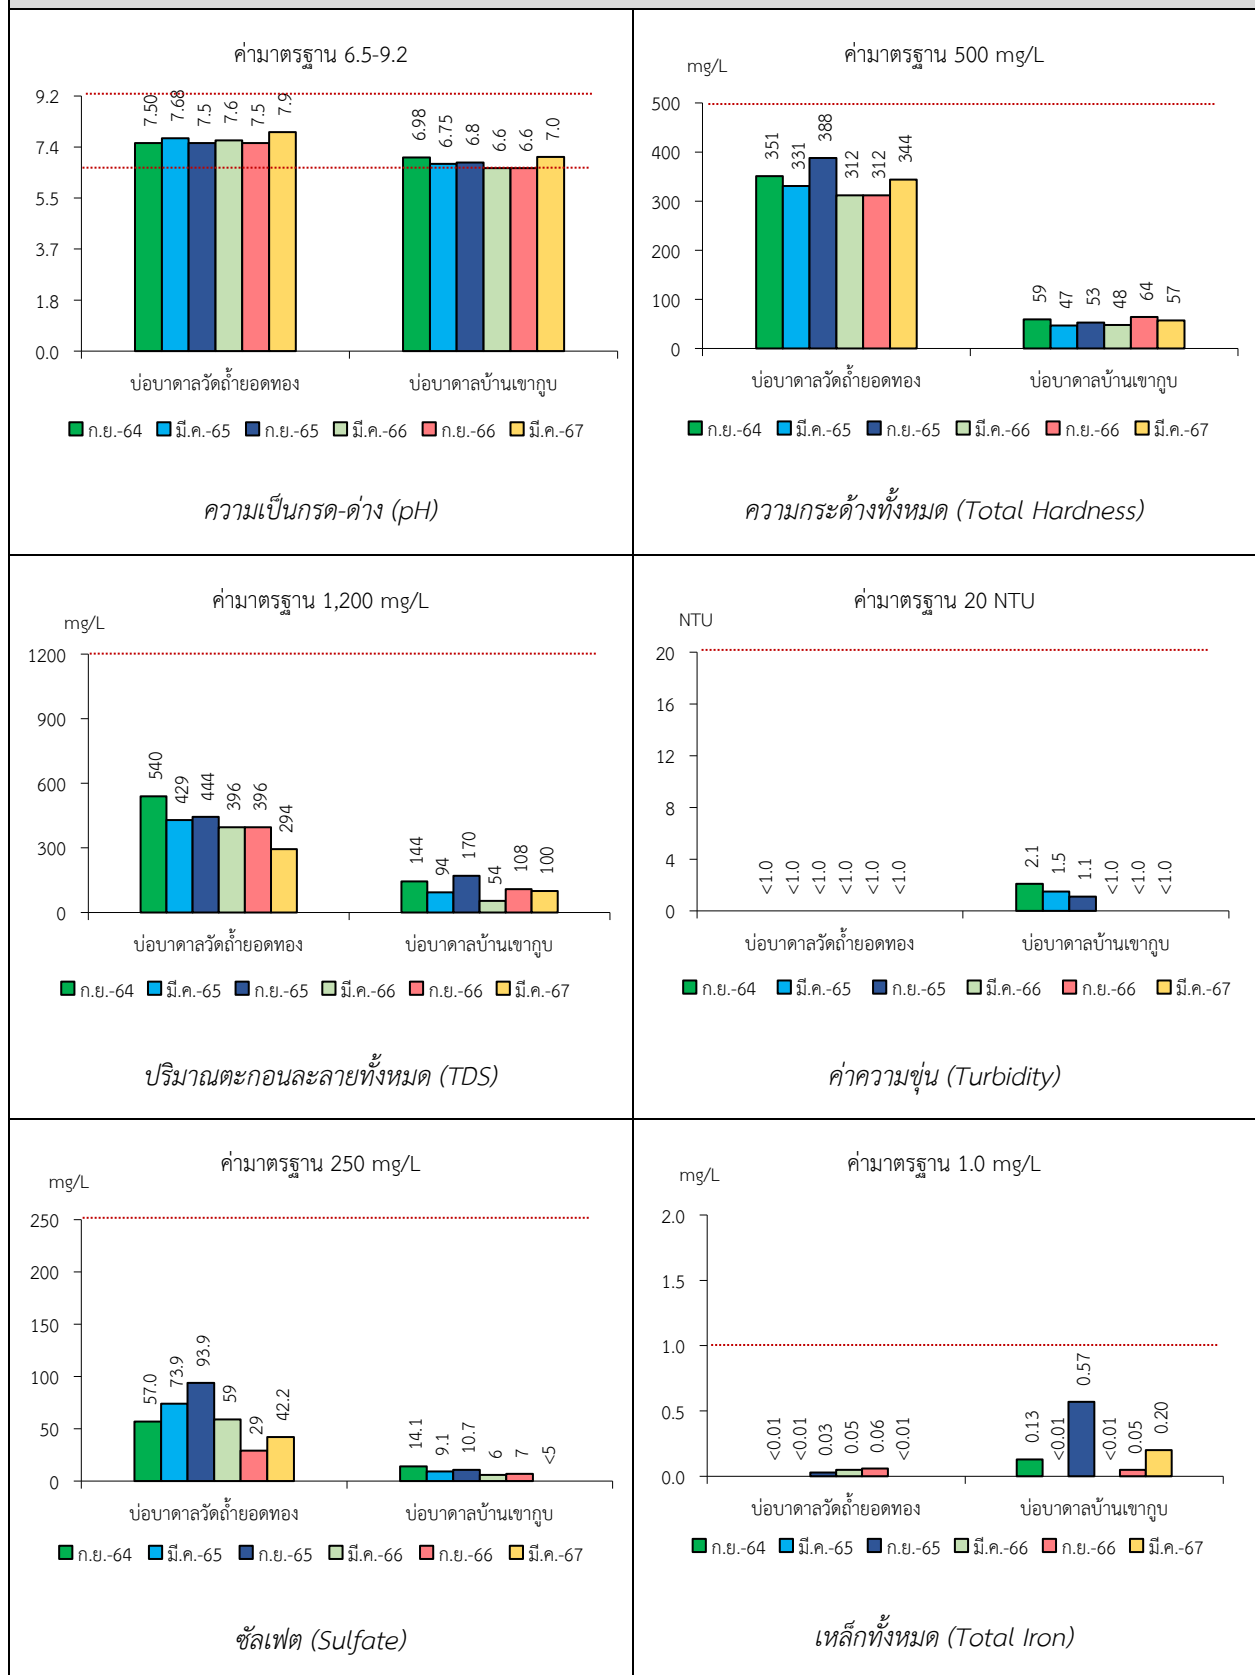 ค่ามาตรฐาน 6.5-9.2
9.2
7.4
5.5
3.7
1.8
0.0
7.50 7.68 7.5 7.6 7.5 7.9
6.98 6.75 6.8 6.6 6.6 7.0
บ่อบาดาลวัดถ้ำยอดทอง บ่อบาดาลบ้านเขากูบ
ก.ย.-64 มี.ค.-65 ก.ย.-65 มี.ค.-66 ก.ย.-66 มี.ค.-67
ความเป็นกรด-ด่าง (pH)
ค่ามาตรฐาน 500 mg/L
mg/L
500
400
300
200
100
0
351 331 388 312 312 344
59 47 53 48 64 57
บ่อบาดาลวัดถ้ำยอดทอง บ่อบาดาลบ้านเขากูบ
ก.ย.-64 มี.ค.-65 ก.ย.-65 มี.ค.-66 ก.ย.-66 มี.ค.-67
ความกระด้างทั้งหมด (Total Hardness)
ค่ามาตรฐาน 1,200 mg/L
mg/L
1200
900
600
300
0
540 429 444 396 396 294
144 94 170 54 108 100
บ่อบาดาลวัดถ้ำยอดทอง บ่อบาดาลบ้านเขากูบ
ก.ย.-64 มี.ค.-65 ก.ย.-65 มี.ค.-66 ก.ย.-66 มี.ค.-67
ปริมาณตะกอนละลายทั้งหมด (TDS)
ค่ามาตรฐาน 20 NTU
NTU
20
16
12
8
4
0
<1.0 <1.0 <1.0 <1.0 <1.0 <1.0
2.1 1.5 1.1 <1.0 <1.0 <1.0
บ่อบาดาลวัดถ้ำยอดทอง บ่อบาดาลบ้านเขากูบ
ก.ย.-64 มี.ค.-65 ก.ย.-65 มี.ค.-66 ก.ย.-66 มี.ค.-67
ค่าความขุ่น (Turbidity)
ค่ามาตรฐาน 250 mg/L
mg/L
250
200
150
100
50
0
57.0 73.9 93.9 59 29 42.2
14.1 9.1 10.7 6 7 <5
บ่อบาดาลวัดถ้ำยอดทอง บ่อบาดาลบ้านเขากูบ
ก.ย.-64 มี.ค.-65 ก.ย.-65 มี.ค.-66 ก.ย.-66 มี.ค.-67
ซัลเฟต (Sulfate)
ค่ามาตรฐาน 1.0 mg/L
mg/L
2.0
1.5
1.0
0.5
0.0
<0.01 <0.01 0.03 0.05 0.06 <0.01
0.13 <0.01 0.57 <0.01 0.05 0.20
บ่อบาดาลวัดถ้ำยอดทอง บ่อบาดาลบ้านเขากูบ
ก.ย.-64 มี.ค.-65 ก.ย.-65 มี.ค.-66 ก.ย.-66 มี.ค.-67
เหล็กทั้งหมด (Total Iron)